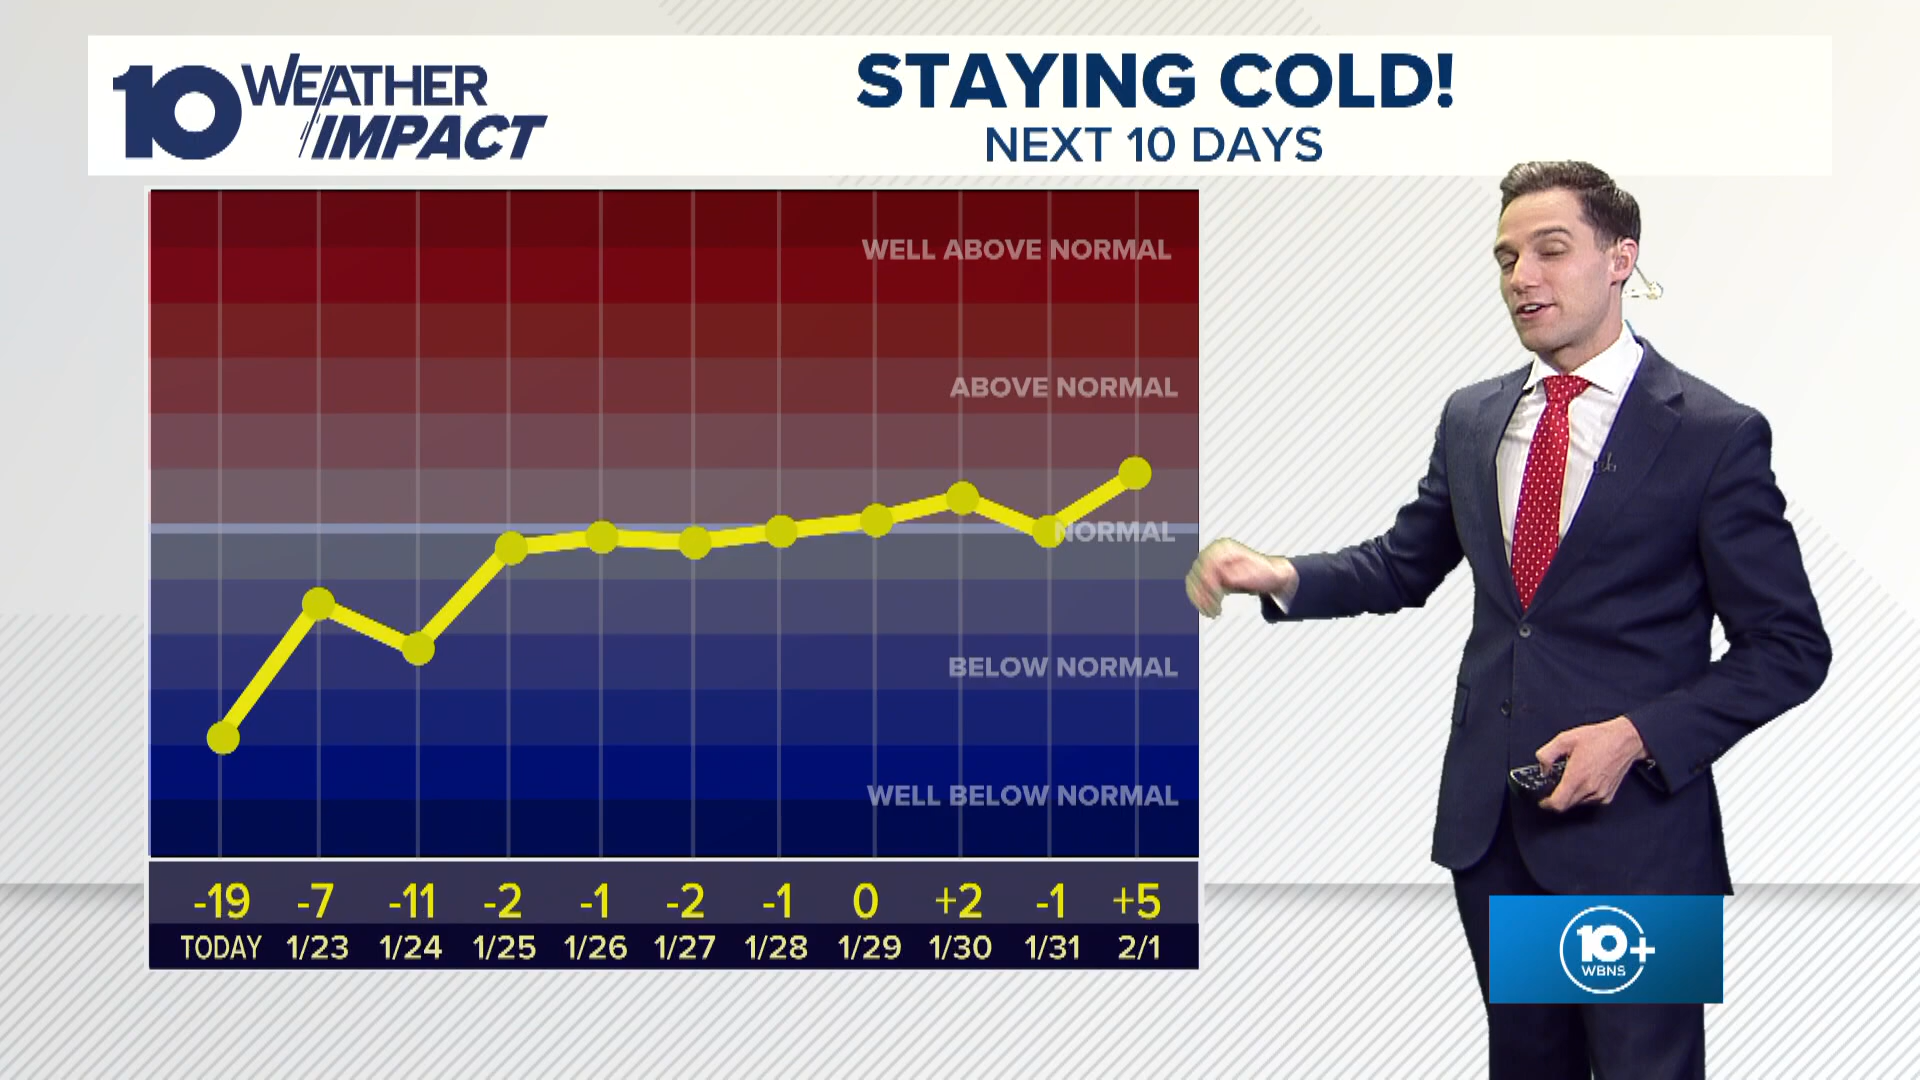 10 WEATHER
IMPACT
STAYING COLD!
NEXT 10 DAYS
WELL ABOVE NORMAL
ABOVE NORMAL
NORMAL
BELOW NORMAL
WELL BELOW NORMAL
-19 -7 -11 -2 -1 -2 -1 0 +2 -1 +5
TODAY 1/23 1/24 1/25 1/26 1/27 1/28 1/29 1/30 1/31 2/1
10+
WBNS